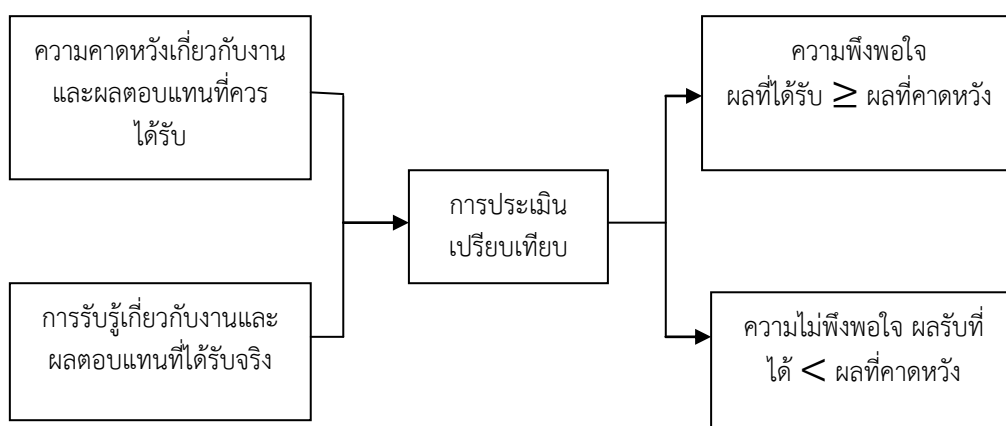 ความคาดหวังเกี่ยวกับงาน
และผลตอบแทนที่ควร
ได้รับ
การรับรู้เกี่ยวกับงานและ
ผลตอบแทนที่ได้รับจริง
การประเมิน
เปรียบเทียบ
ความพึงพอใจ
ผลที่ได้รับ ≥ ผลที่คาดหวัง
ความไม่พึงพอใจ ผลรับที่
ได้ < ผลที่คาดหวัง